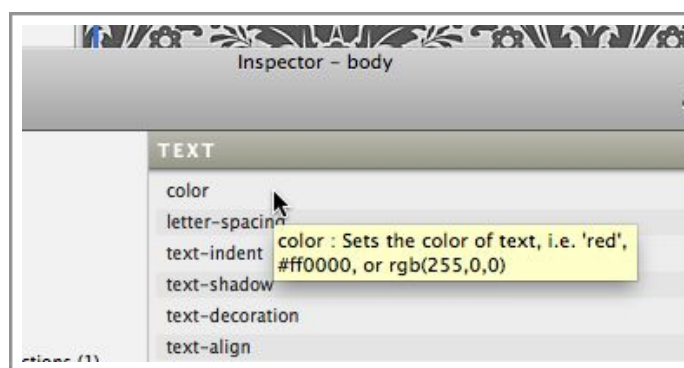 Inspector – body
TEXT
color
letter-spacing
color : Sets the color of text, i.e. 'red',
#ff0000, or rgb(255,0,0)
text-indent
text-shadow
text-decoration
text-align
(1)